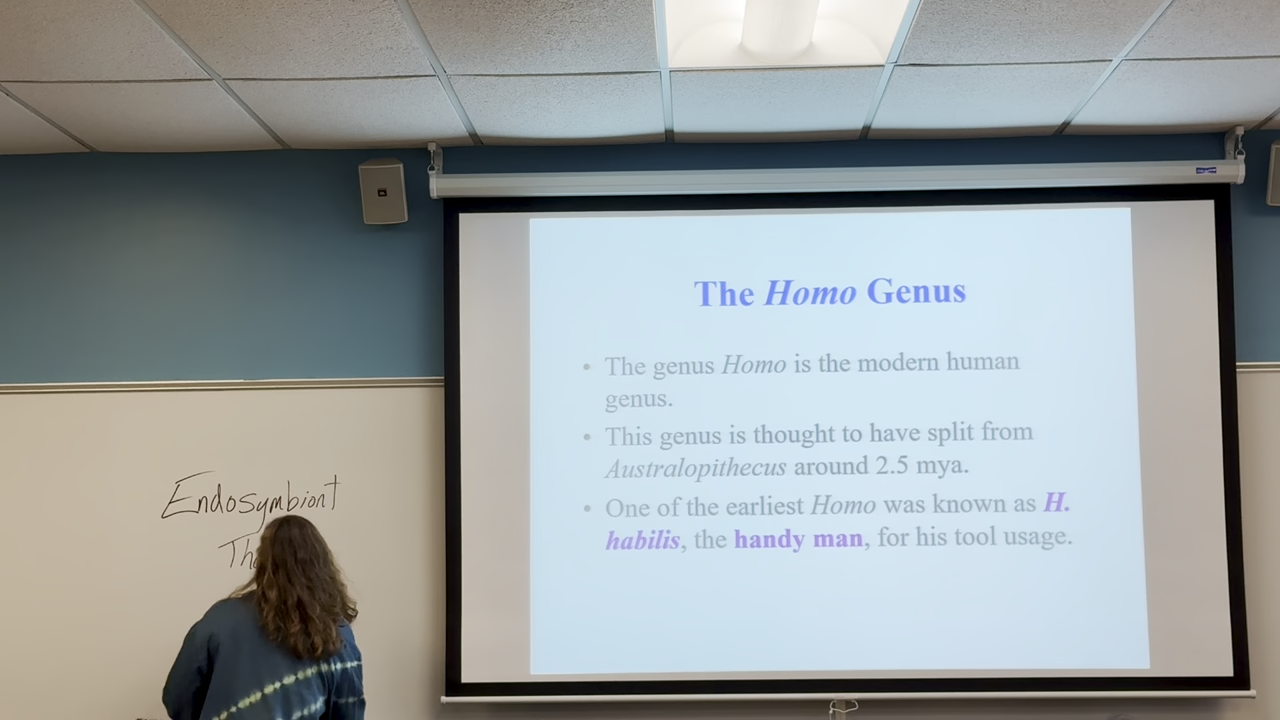 The Homo Genus
• The genus Homo is the modern human
genus.
• This genus is thought to have split from
Australopithecus around 2.5 mya.
• One of the earliest Homo was known as H.
habilis, the handy man, for his tool usage.
Endosymbiont